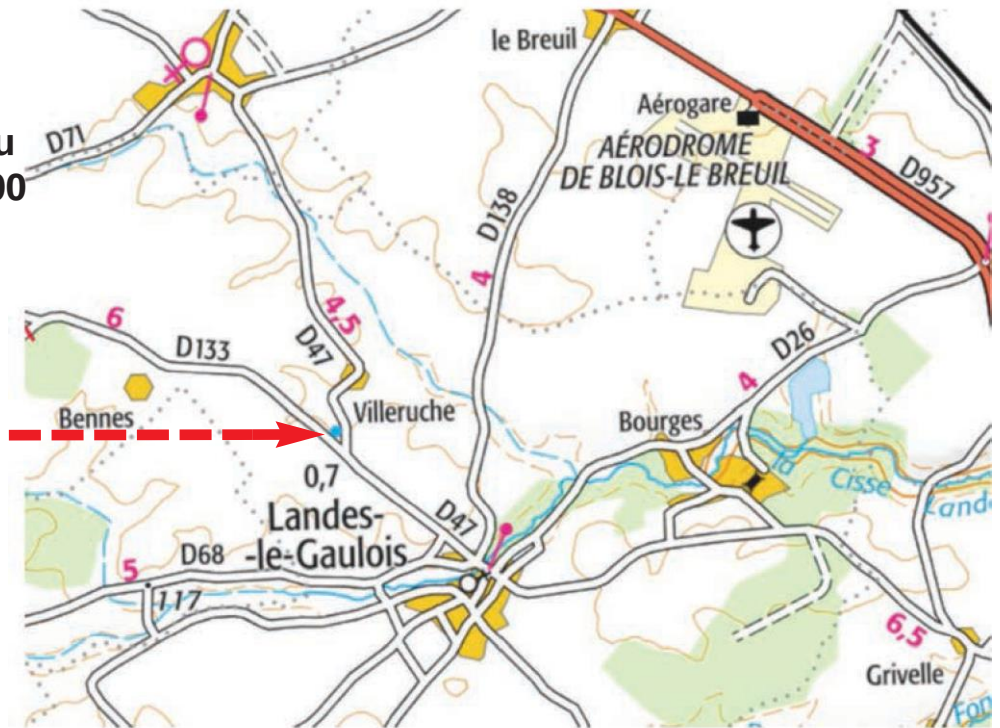 le Breuil
Aérogare
D71
u
00
AÉRODROME
DE BLOIS-LE BREUIL
3
D957
D138
4
4,5
6
D133
D47
D26
4
Bennes
Villeruche
Bourges
la
Cisse
0,7
Landes-
-le-Gaulois
D47
D68
5
117
6,5
Grivelle